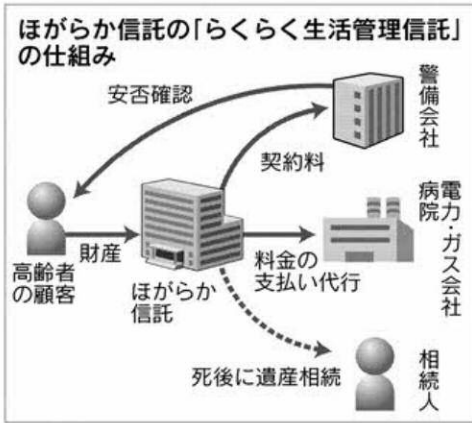 ほがらか信託の「らくらく生活管理信託」
の仕組み
安否確認
警備会社
契約料
財産
高齢者
の顧客
ほがらか
信託
料金の
支払い代行
電力・ガス会社
病院
死後に遺産相続
相続人